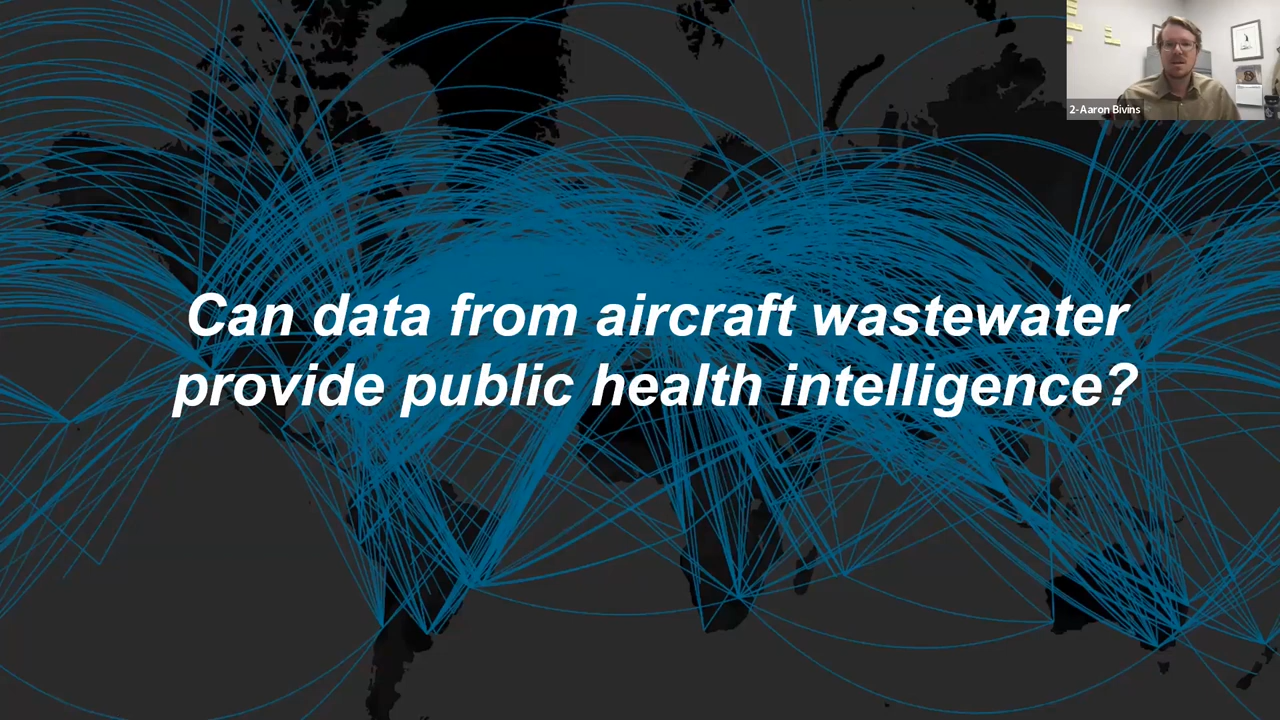 2-Aaron Bivins
Can data from aircraft wastewater
provide public health intelligence?